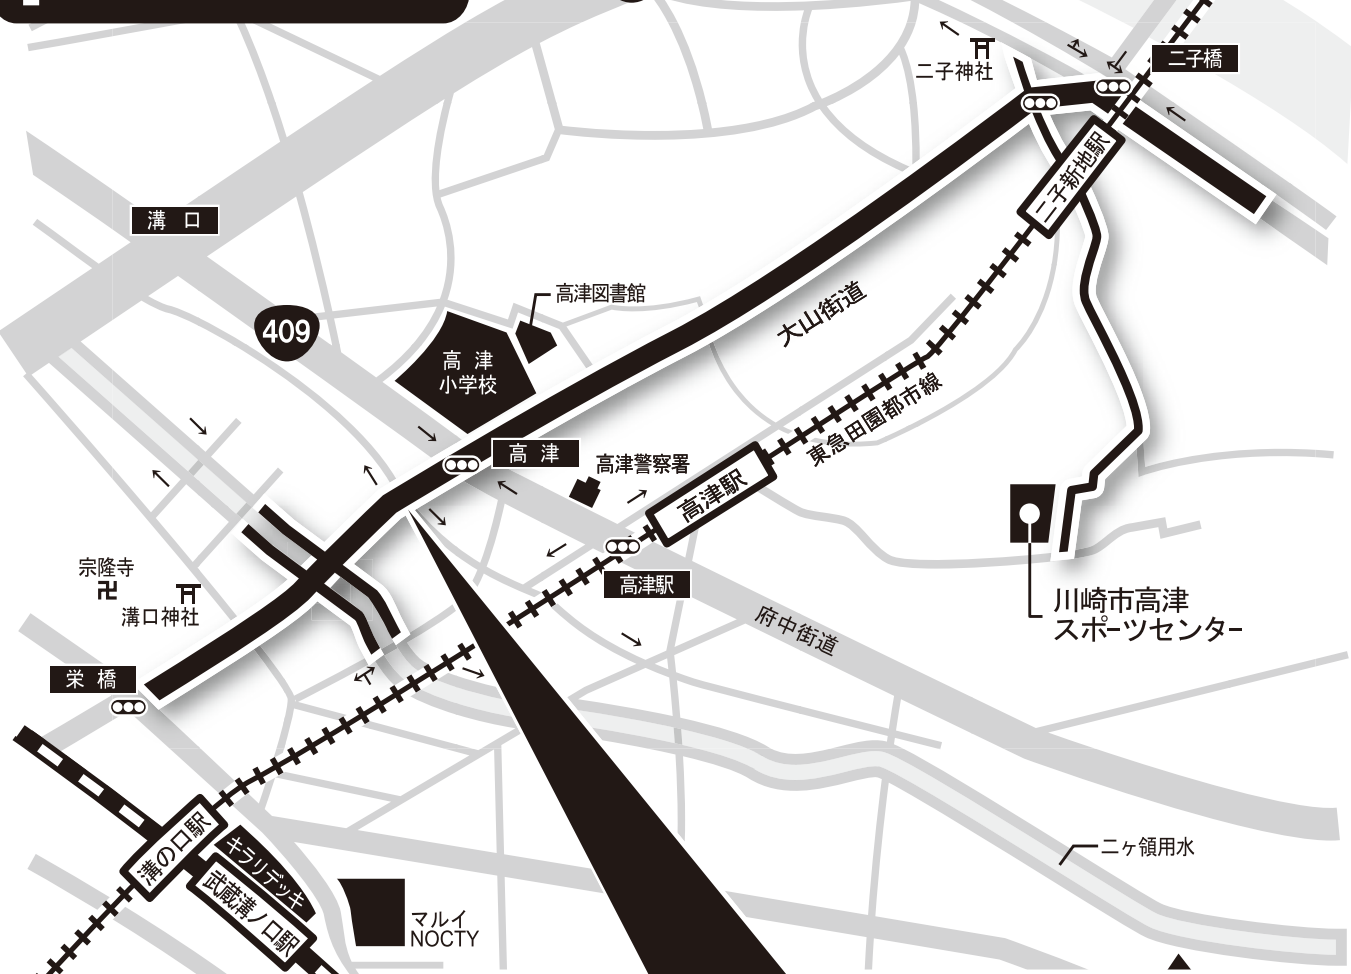 二子神社
二子橋
溝 口
二子新地駅
高津図書館
409
大山街道
高 津
小学校
東急田園都市線
高 津
高津警察署
高津駅
高津駅
宗隆寺
卍
溝口神社
川崎市高津
スポーツセンター
府中街道
栄 橋
二ヶ領用水
溝の口駅
キラリデッキ
武蔵溝ノ口駅
マルイ
NOCTY